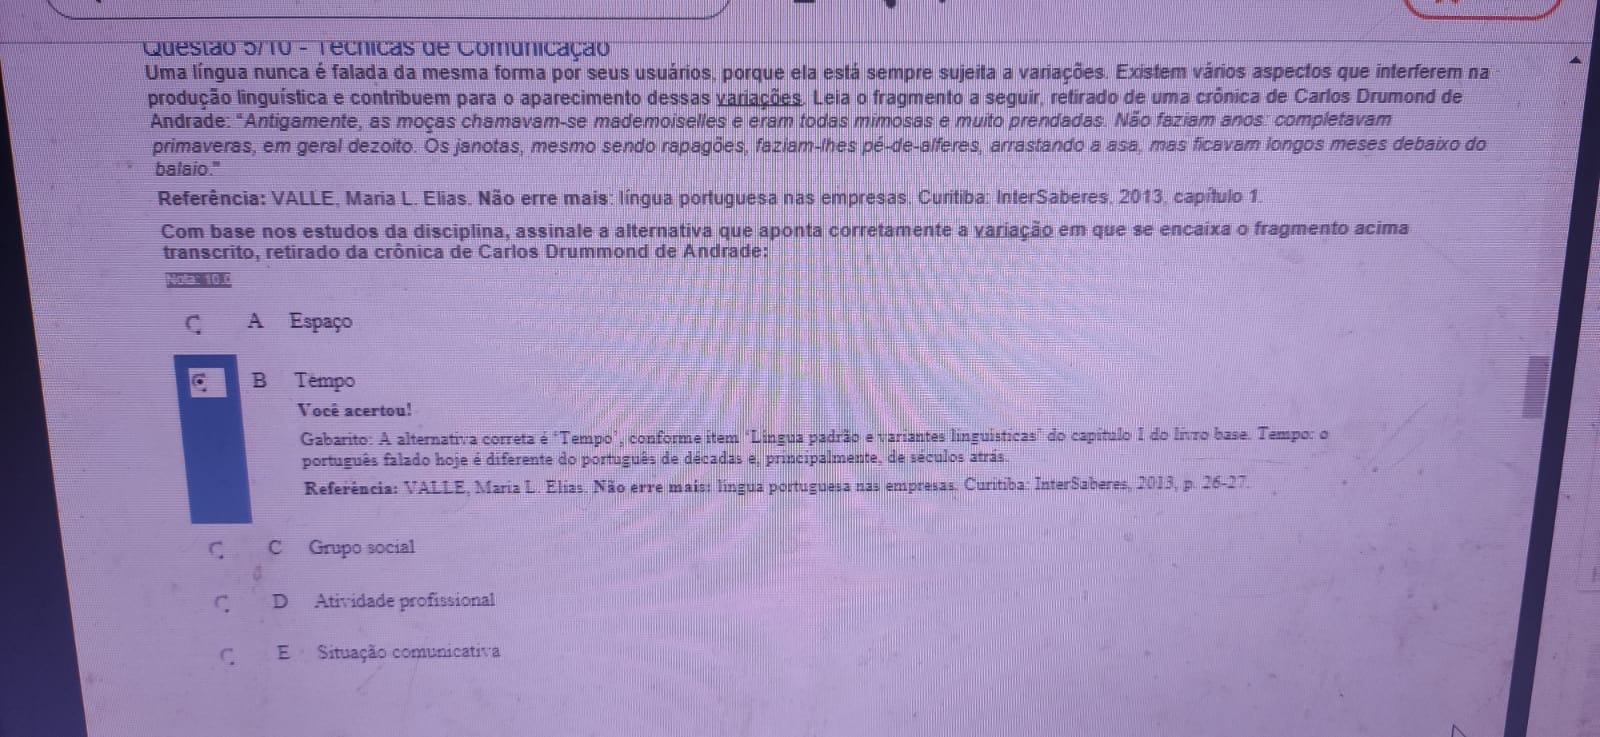 Questão 5/10 - Técnicas de Comunicação
Uma língua nunca é falada da mesma forma por seus usuários, porque ela está sempre sujeita a variações. Existem vários aspectos que interferem na
produção linguística e contribuem para o aparecimento dessas variações. Leia o fragmento a seguir, retirado de uma crônica de Carlos Drumond de
Andrade: "Antigamente, as moças chamavam-se mademoiselles e eram todas mimosas e muito prendadas. Não faziam anos: completavam
primaveras, em geral dezoito. Os janotas, mesmo sendo rapagões, faziam-lhes pé-de-alferes, arrastando a asa, mas ficavam longos meses debaixo do
balaio."
Referência: VALLE, Maria L. Elias. Não erre mais: língua portuguesa nas empresas. Curitiba: InterSaberes, 2013, capítulo 1.
Com base nos estudos da disciplina, assinale a alternativa que aponta corretamente a variação em que se encaixa o fragmento acima
transcrito, retirado da crônica de Carlos Drummond de Andrade:
Nota: 10.0
A Espaço
B Tempo
Você acertou!
Gabarito: A alternativa correta é "Tempo", conforme item "Língua padrão e variantes linguísticas" do capítulo 1 do livro base. Tempo: o
português falado hoje é diferente do português de décadas e, principalmente, de séculos atrás.
Referência: VALLE, Maria L. Elias. Não erre mais: língua portuguesa nas empresas. Curitiba: InterSaberes, 2013, p. 26-27.
C Grupo social
D Atividade profissional
E Situação comunicativa